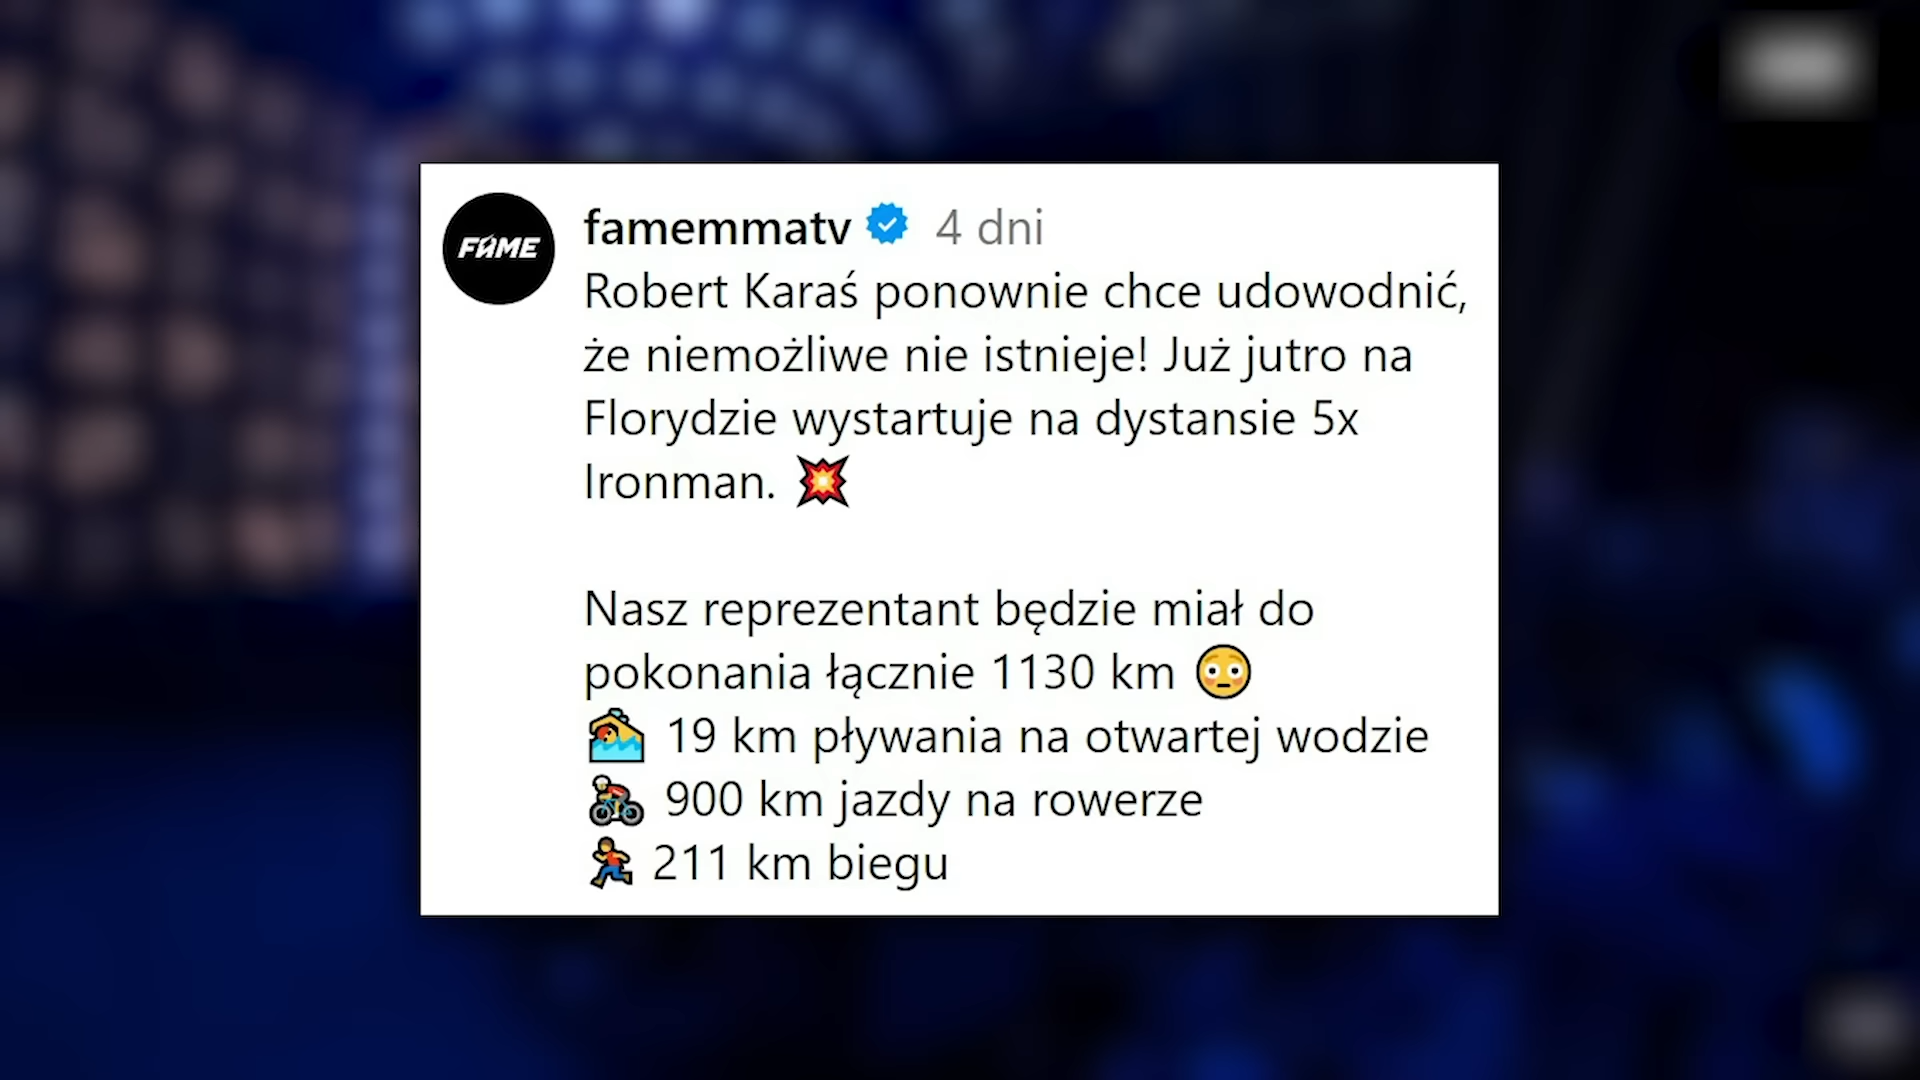 FAME
famemmatv 4 dni
Robert Karaś ponownie chce udowodnić,
że niemożliwe nie istnieje! Już jutro na
Florydzie wystartuje na dystansie 5x
Ironman. 💥
Nasz reprezentant będzie miał do
pokonania łącznie 1130 km 😳
🏊 19 km pływania na otwartej wodzie
🚴 900 km jazdy na rowerze
🏃 211 km biegu